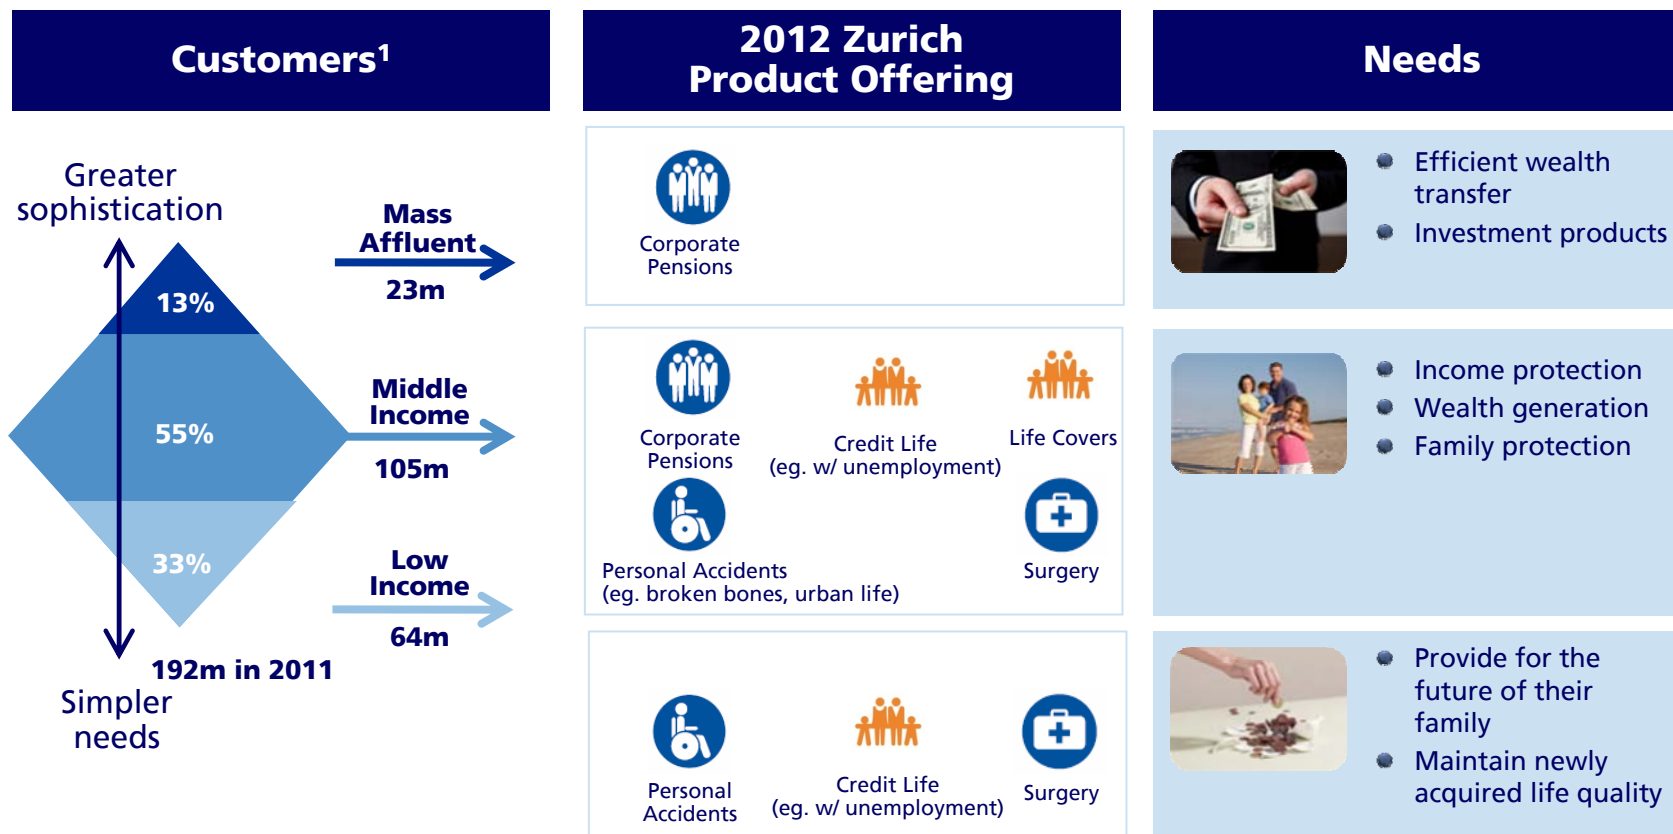 Customers1
2012 Zurich
Product Offering
Needs
Greater
sophistication
13%
55%
33%
192m in 2011
Simpler
needs
Mass
Affluent
23m
Corporate
Pensions
Efficient wealth
transfer
Investment products
Middle
Income
105m
Corporate
Pensions
Credit Life
(eg. w/ unemployment)
Life Covers
Personal Accidents
(eg. broken bones, urban life)
Surgery
Income protection
Wealth generation
Family protection
Low
Income
64m
Personal
Accidents
Credit Life
(eg. w/ unemployment)
Surgery
Provide for the
future of their
family
Maintain newly
acquired life quality